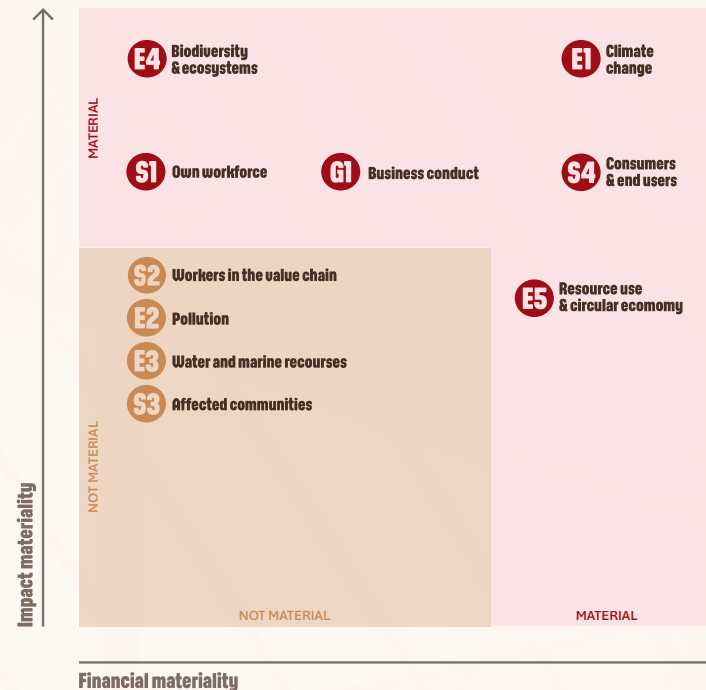 E4 Biodiversity
& ecosystems
E1 Climate
change
MATERIAL
S1 Own workforce
G1 Business conduct
S4 Consumers
& end users
S2 Workers in the value chain
E5 Resource use
& circular ecomomy
E2 Pollution
E3 Water and marine recourses
S3 Affected communities
NOT MATERIAL
Impact materiality
NOT MATERIAL
MATERIAL
Financial materiality